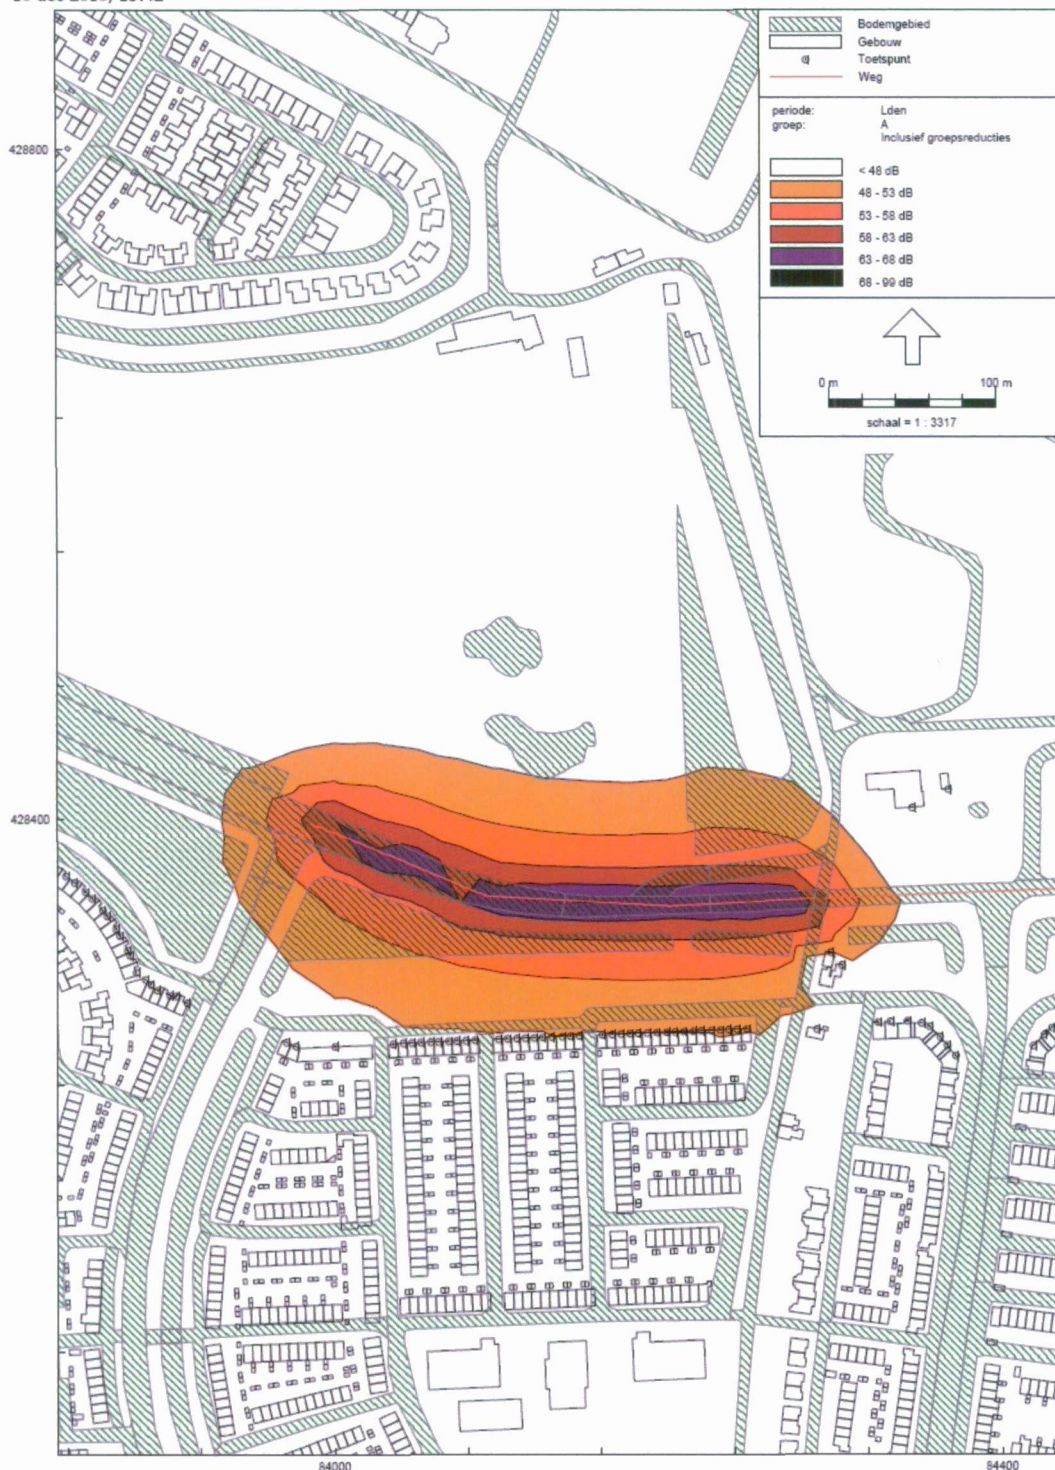 Bodemgebied
Gebouw
Toetspunt
Weg
periode: Lden
groep: A
Inclusief groepsreducties
< 48 dB
48 - 53 dB
53 - 58 dB
58 - 63 dB
63 - 68 dB
68 - 99 dB
0 m 100 m
schaal = 1 : 3317
428800
428400
84000
84400